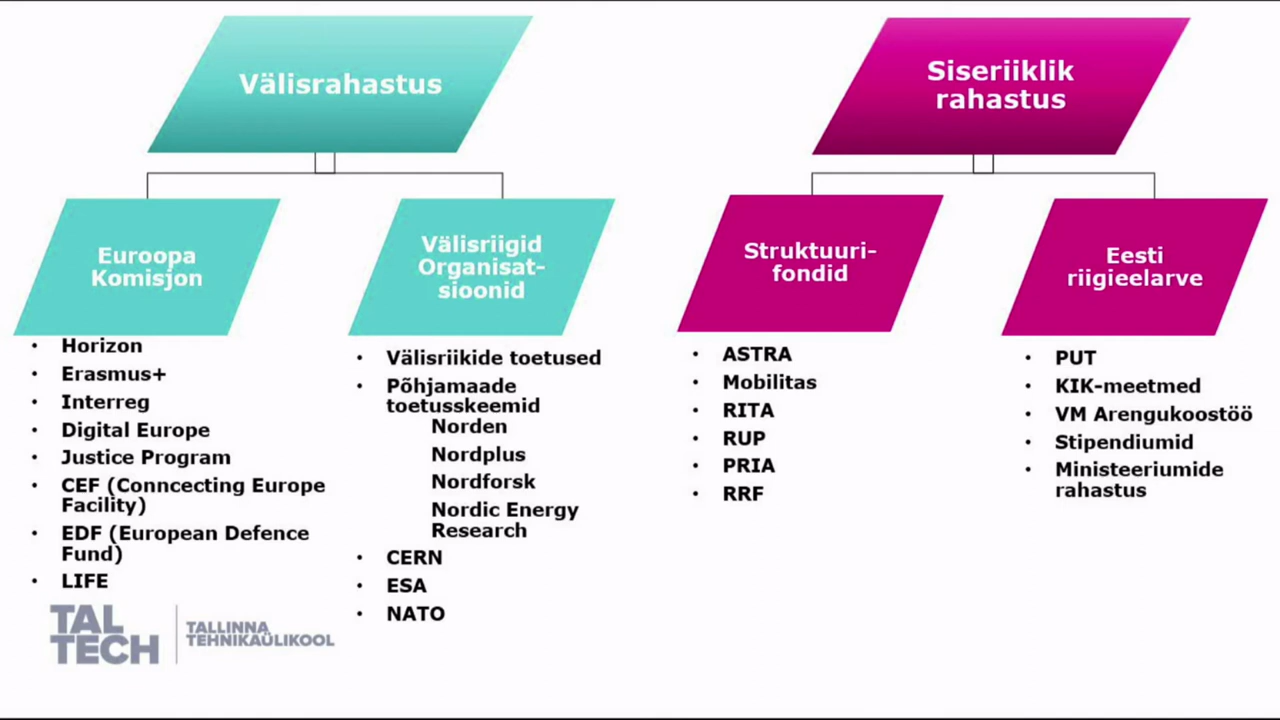 Välisrahastus
Siseriiklik
rahastus
Euroopa
Komisjon
Välisriigid
Organisat-
sioonid
Struktuuri-
fondid
Eesti
riigieelarve
• Horizon
• Erasmus+
• Interreg
• Digital Europe
• Justice Program
• CEF (Conncecting Europe
Facility)
• EDF (European Defence
Fund)
• LIFE
• Välisriikide toetused
• Põhjamaade
toetusskeemid
Norden
Nordplus
Nordforsk
Nordic Energy
Research
• CERN
• ESA
• NATO
• ASTRA
• Mobilitas
• RITA
• RUP
• PRIA
• RRF
• PUT
• KIK-meetmed
• VM Arengukoostöö
• Stipendiumid
• Ministeeriumide
rahastus
TAL
TECH
TALLINNA
TEHNIKAÜLIKOOL